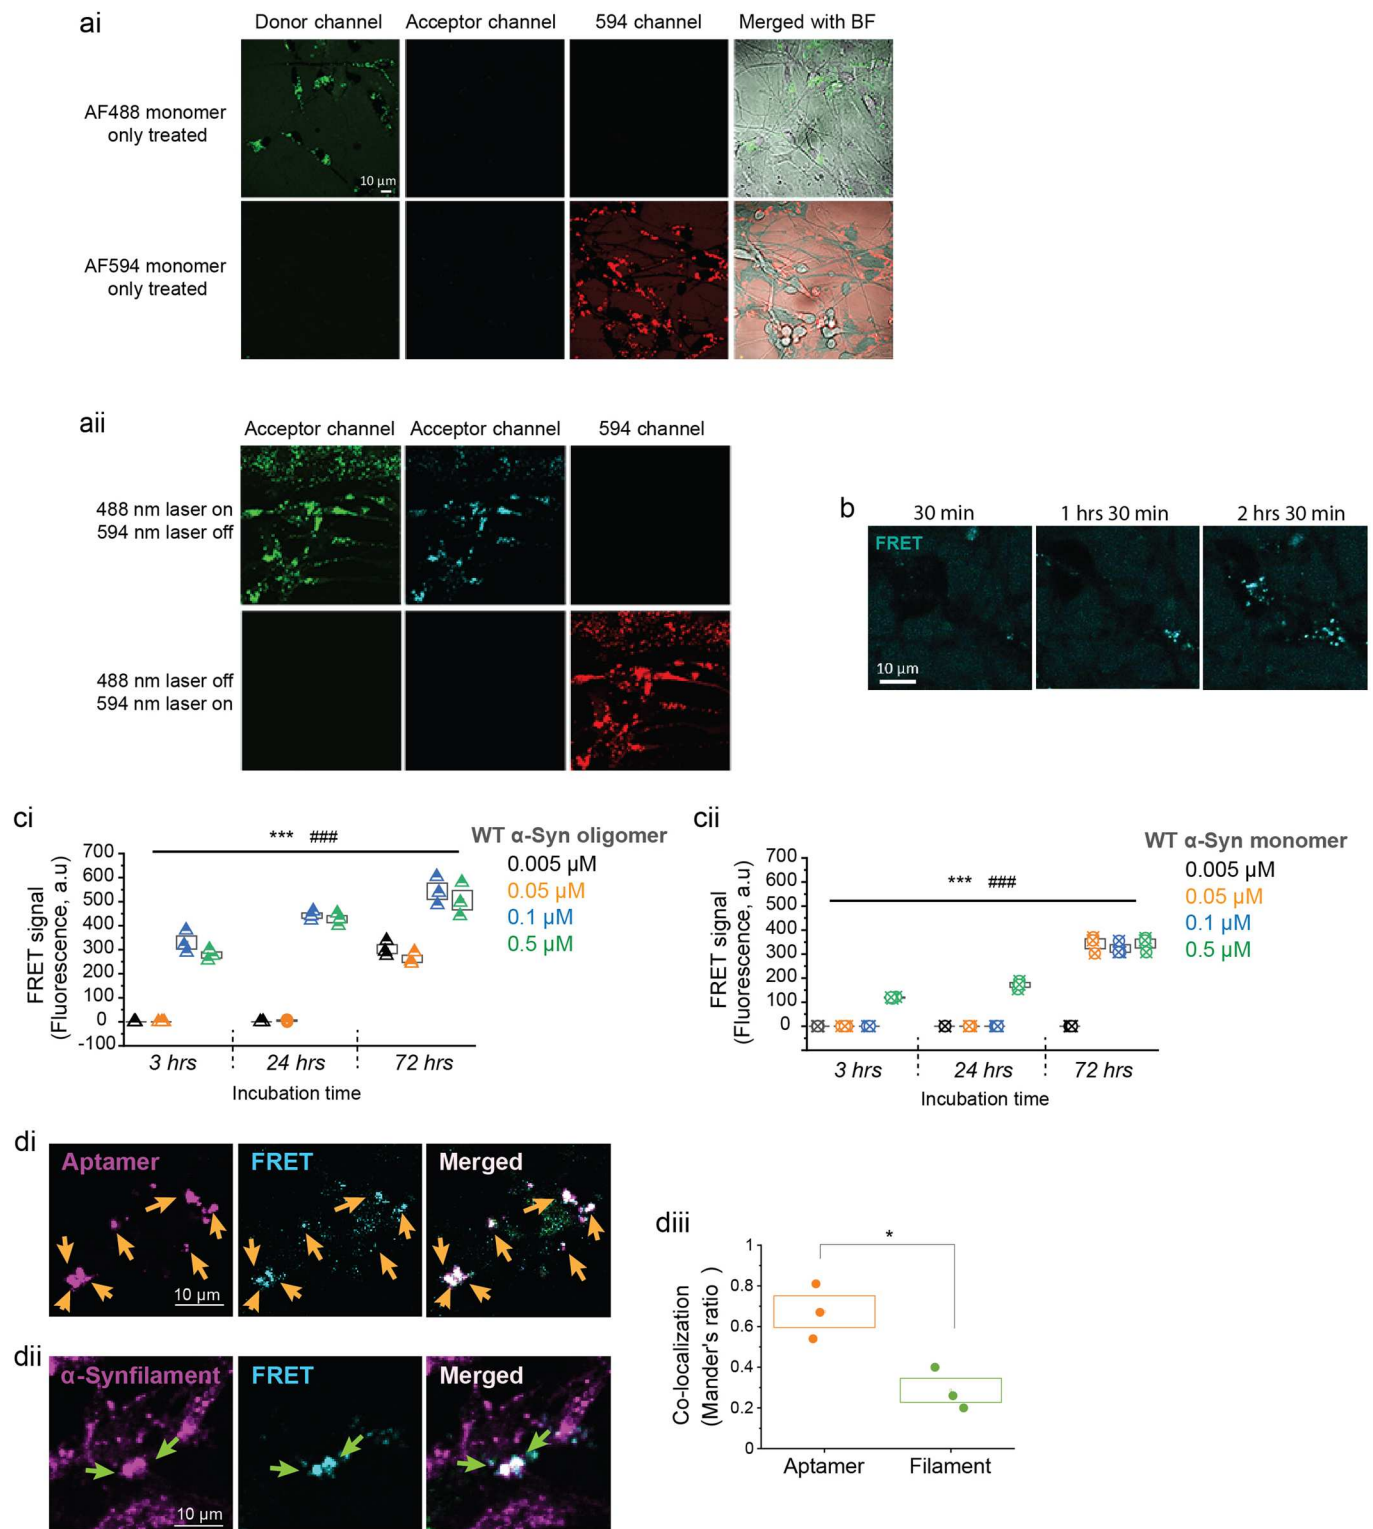 ai
Donor channel
Acceptor channel
594 channel
Merged with BF
AF488 monomer
only treated
10 µm
AF594 monomer
only treated
aii
Acceptor channel
Acceptor channel
594 channel
488 nm laser on
594 nm laser off
488 nm laser off
594 nm laser on
b
30 min
1 hrs 30 min
2 hrs 30 min
FRET
10 µm
ci
*** ###
WT α-Syn oligomer
0.005 µM
0.05 µM
0.1 µM
0.5 µM
FRET signal
(Fluorescence, a.u)
700
600
500
400
300
200
100
0
-100
3 hrs
24 hrs
72 hrs
Incubation time
cii
*** ###
WT α-Syn monomer
0.005 µM
0.05 µM
0.1 µM
0.5 µM
FRET signal
(Fluorescence, a.u)
700
600
500
400
300
200
100
0
3 hrs
24 hrs
72 hrs
Incubation time
di
Aptamer
FRET
Merged
10 µm
dii
α-Synfilament
FRET
Merged
10 µm
diii
*
Co-localization
(Mander's ratio )
1
0.8
0.6
0.4
0.2
0
Aptamer
Filament